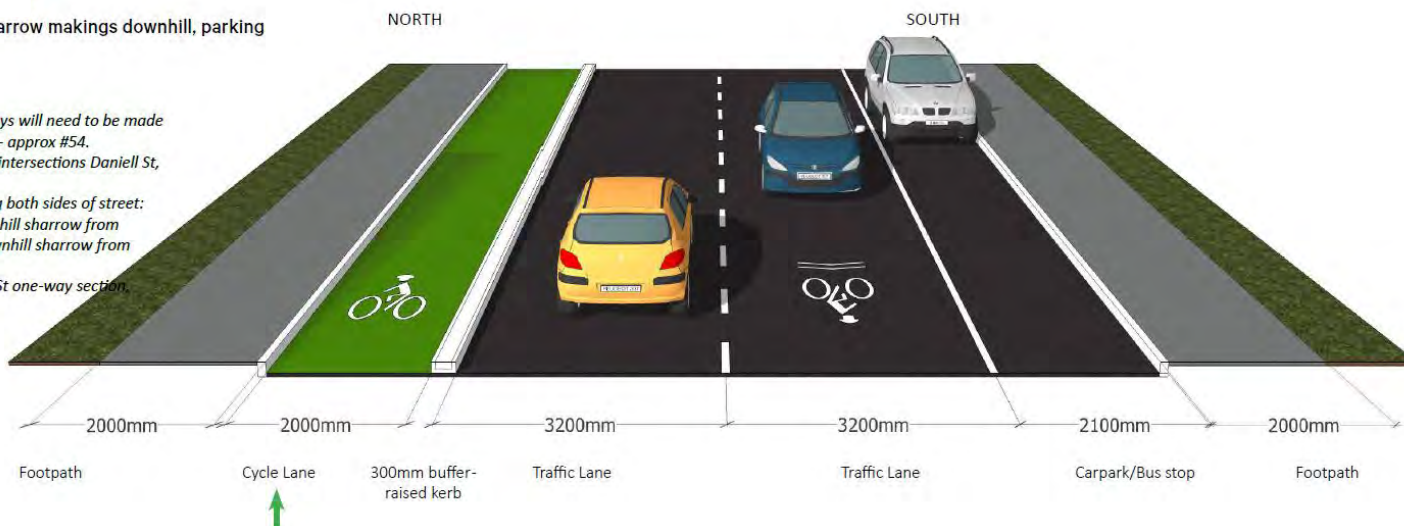 NORTH
SOUTH
arrow makings downhill, parking
ys will need to be made
- approx #54.
intersections Daniell St,
g both sides of street:
hill sharrow from
wnhill sharrow from
St one-way section,
2000mm
2000mm
3200mm
3200mm
2100mm
2000mm
Footpath
Cycle Lane
300mm buffer-
raised kerb
Traffic Lane
Traffic Lane
Carpark/Bus stop
Footpath